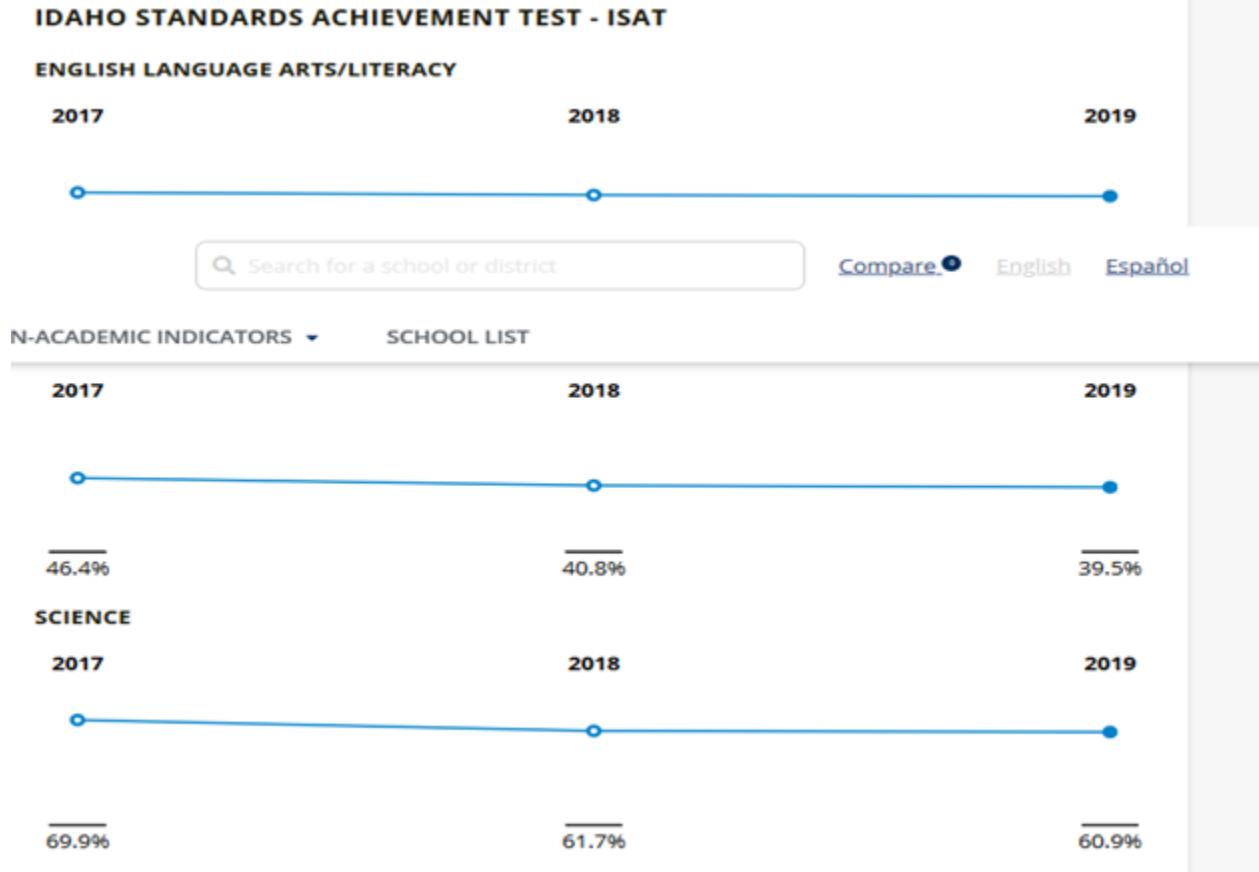 IDAHO STANDARDS ACHIEVEMENT TEST - ISAT
ENGLISH LANGUAGE ARTS/LITERACY
2017 2018 2019
Search for a school or district Compare English Español
N-ACADEMIC INDICATORS SCHOOL LIST
2017 2018 2019
46.4% 40.8% 39.5%
SCIENCE
2017 2018 2019
69.9% 61.7% 60.9%